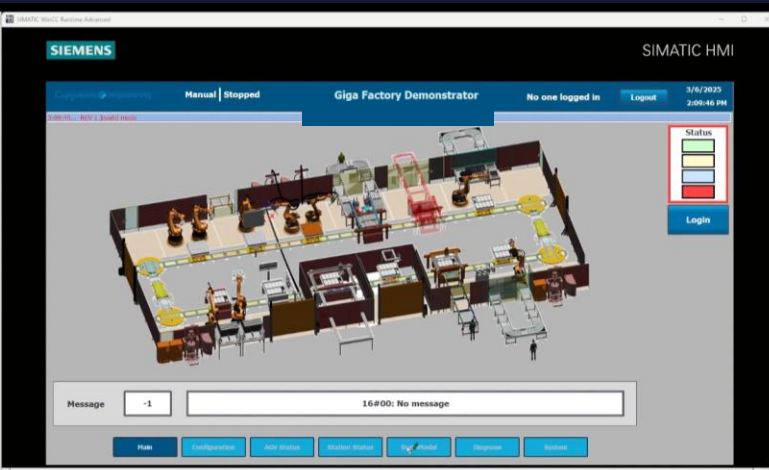 SIMATIC WinCC Runtime Advanced
SIEMENS
SIMATIC HMI
Manual Stopped
Giga Factory Demonstrator
No one logged in
Logout
3/6/2025
2:09:46 PM
Invalid mode
Status
Login
Message
-1
16#00: No message
Main
Configuration
AGV Status
Station Status
Diagnose
System